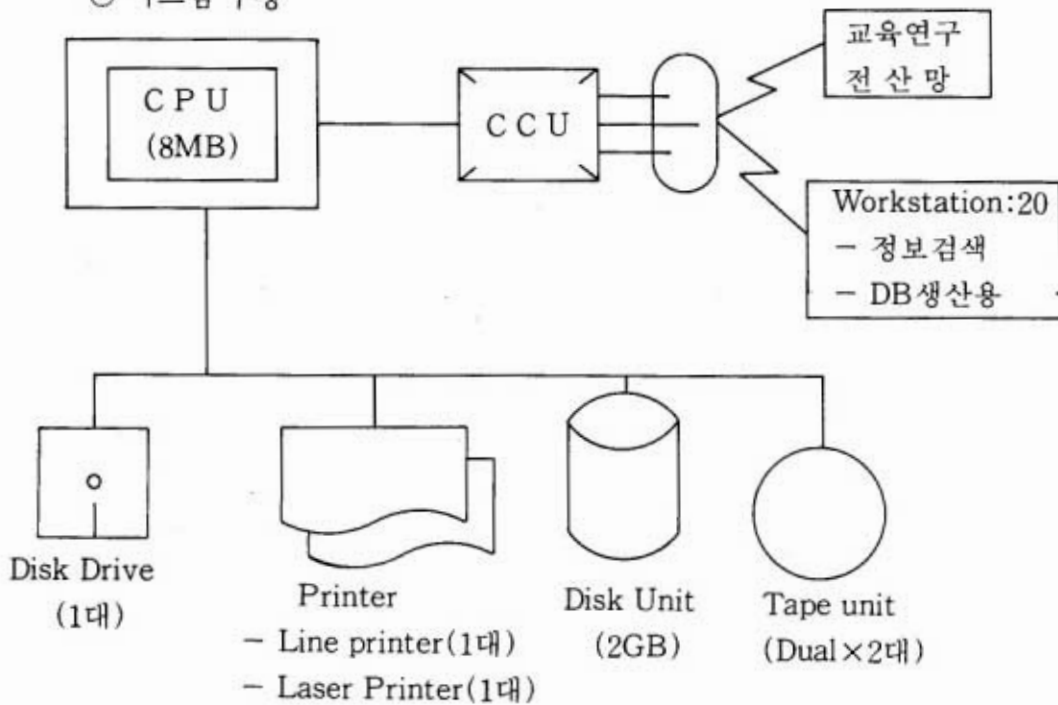 교육연구
전 산 망
C P U
(8MB)
C C U
Workstation:20
- 정보검색
- DB생산용
Disk Drive
(1대)
Printer
- Line printer(1대)
- Laser Printer(1대)
Disk Unit
(2GB)
Tape unit
(Dual×2대)